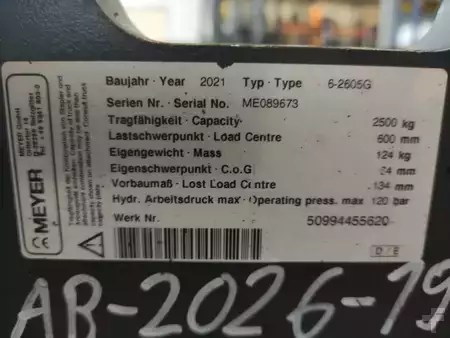 Baujahr · Year 2021 Typ · Type 6-2605G
Serien Nr. · Serial No. ME089673
Tragfähigkeit · Capacity 2500 kg
Lastschwerpunkt · Load Centre 600 mm
Eigengewicht · Mass 124 kg
Eigenschwerpunkt · C.o.G mm
Vorbaumaß · Lost Load Centre 134 mm
Hydr. Arbeitsdruck max · Operating press. max 120 bar
Werk Nr. 50994455620
D / E
MEYER
MEYER GmbH
AB-2026-19